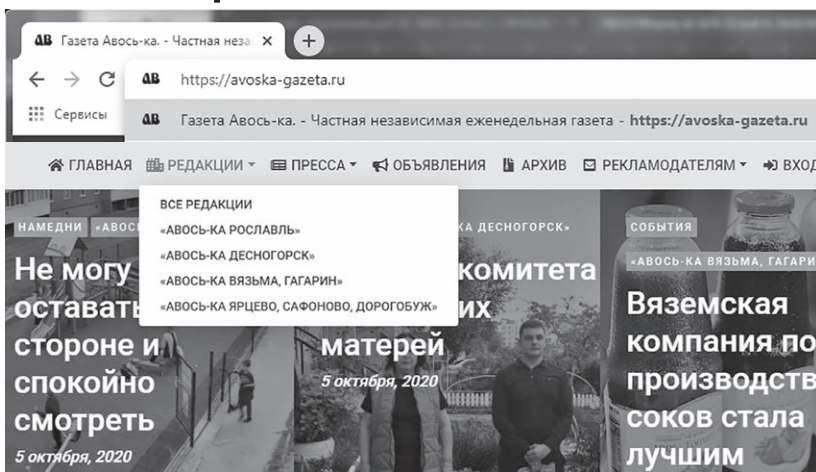 АВ Газета Авось-ка. - Частная неза
https://avoska-gazeta.ru
Сервисы
АВ Газета Авось-ка. - Частная независимая еженедельная газета - https://avoska-gazeta.ru
ГЛАВНАЯ РЕДАКЦИИ ПРЕССА ОБЪЯВЛЕНИЯ АРХИВ РЕКЛАМОДАТЕЛЯМ ВХОД
ВСЕ РЕДАКЦИИ
«АВОСЬ-КА РОСЛАВЛЬ»
«АВОСЬ-КА ДЕСНОГОРСК»
«АВОСЬ-КА ВЯЗЬМА, ГАГАРИН»
«АВОСЬ-КА ЯРЦЕВО, САФОНОВО, ДОРОГОБУЖ»
НАМЕДНИ «АВОС
Не могу
оставать
стороне и
спокойно
смотреть
5 октября, 2020
КА ДЕСНОГОРСК»
комитета
их
матерей
5 октября, 2020
СОБЫТИЯ
«АВОСЬ-КА ВЯЗЬМА, ГАГАРИ
Вяземская
компания по
производств
соков стала
лучшим